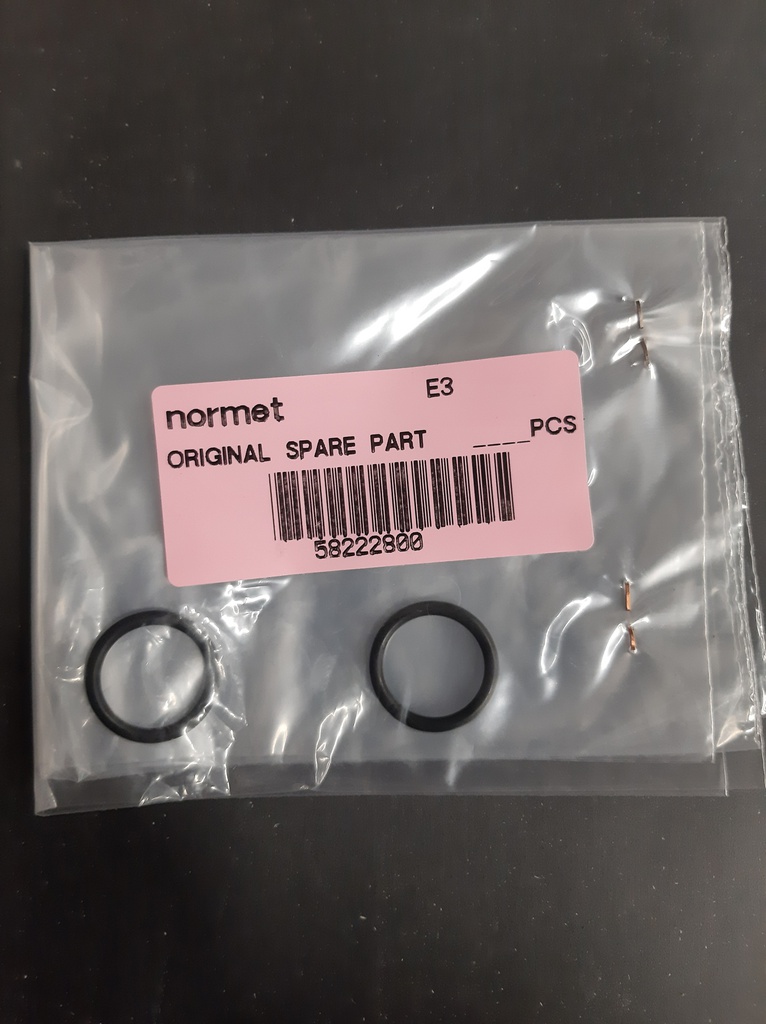 normet E3
ORIGINAL SPARE PART ____PCS
58222800